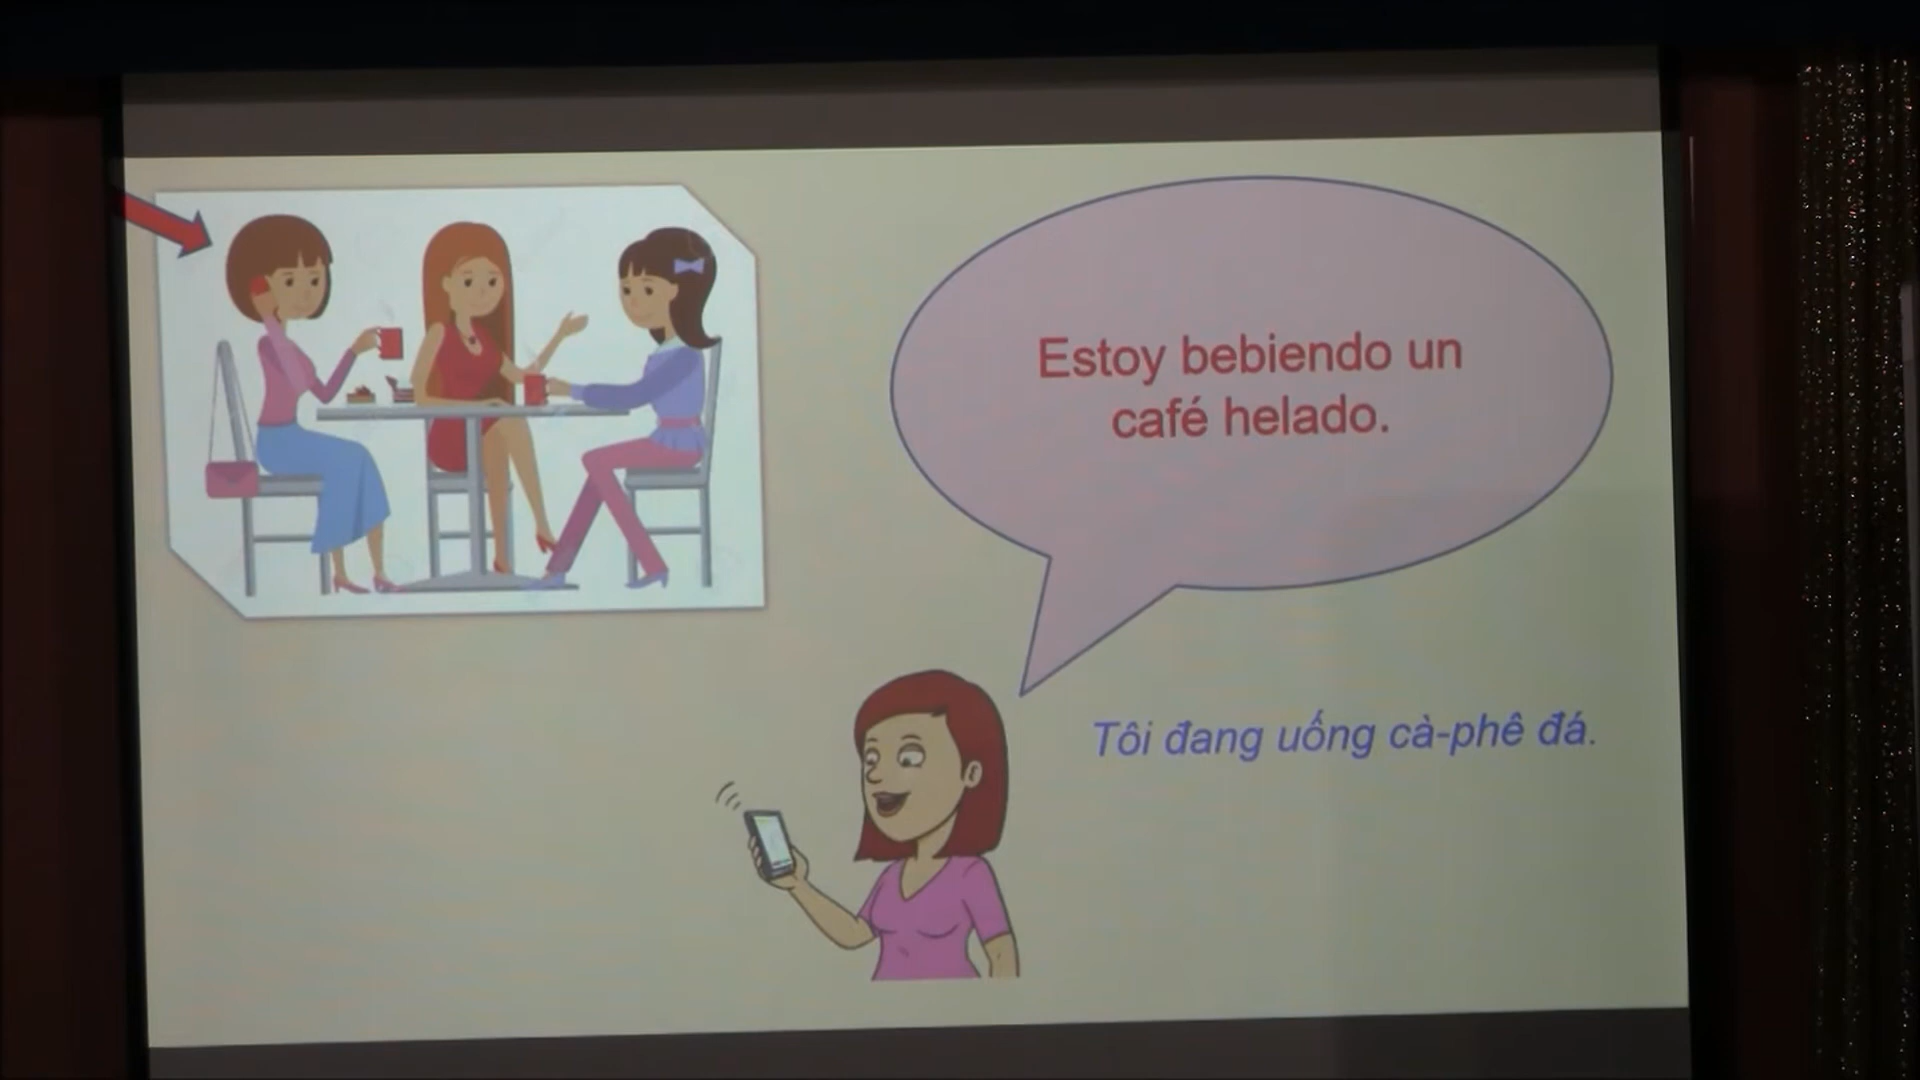 Estoy bebiendo un
café helado.
Tôi đang uống cà-phê đá.